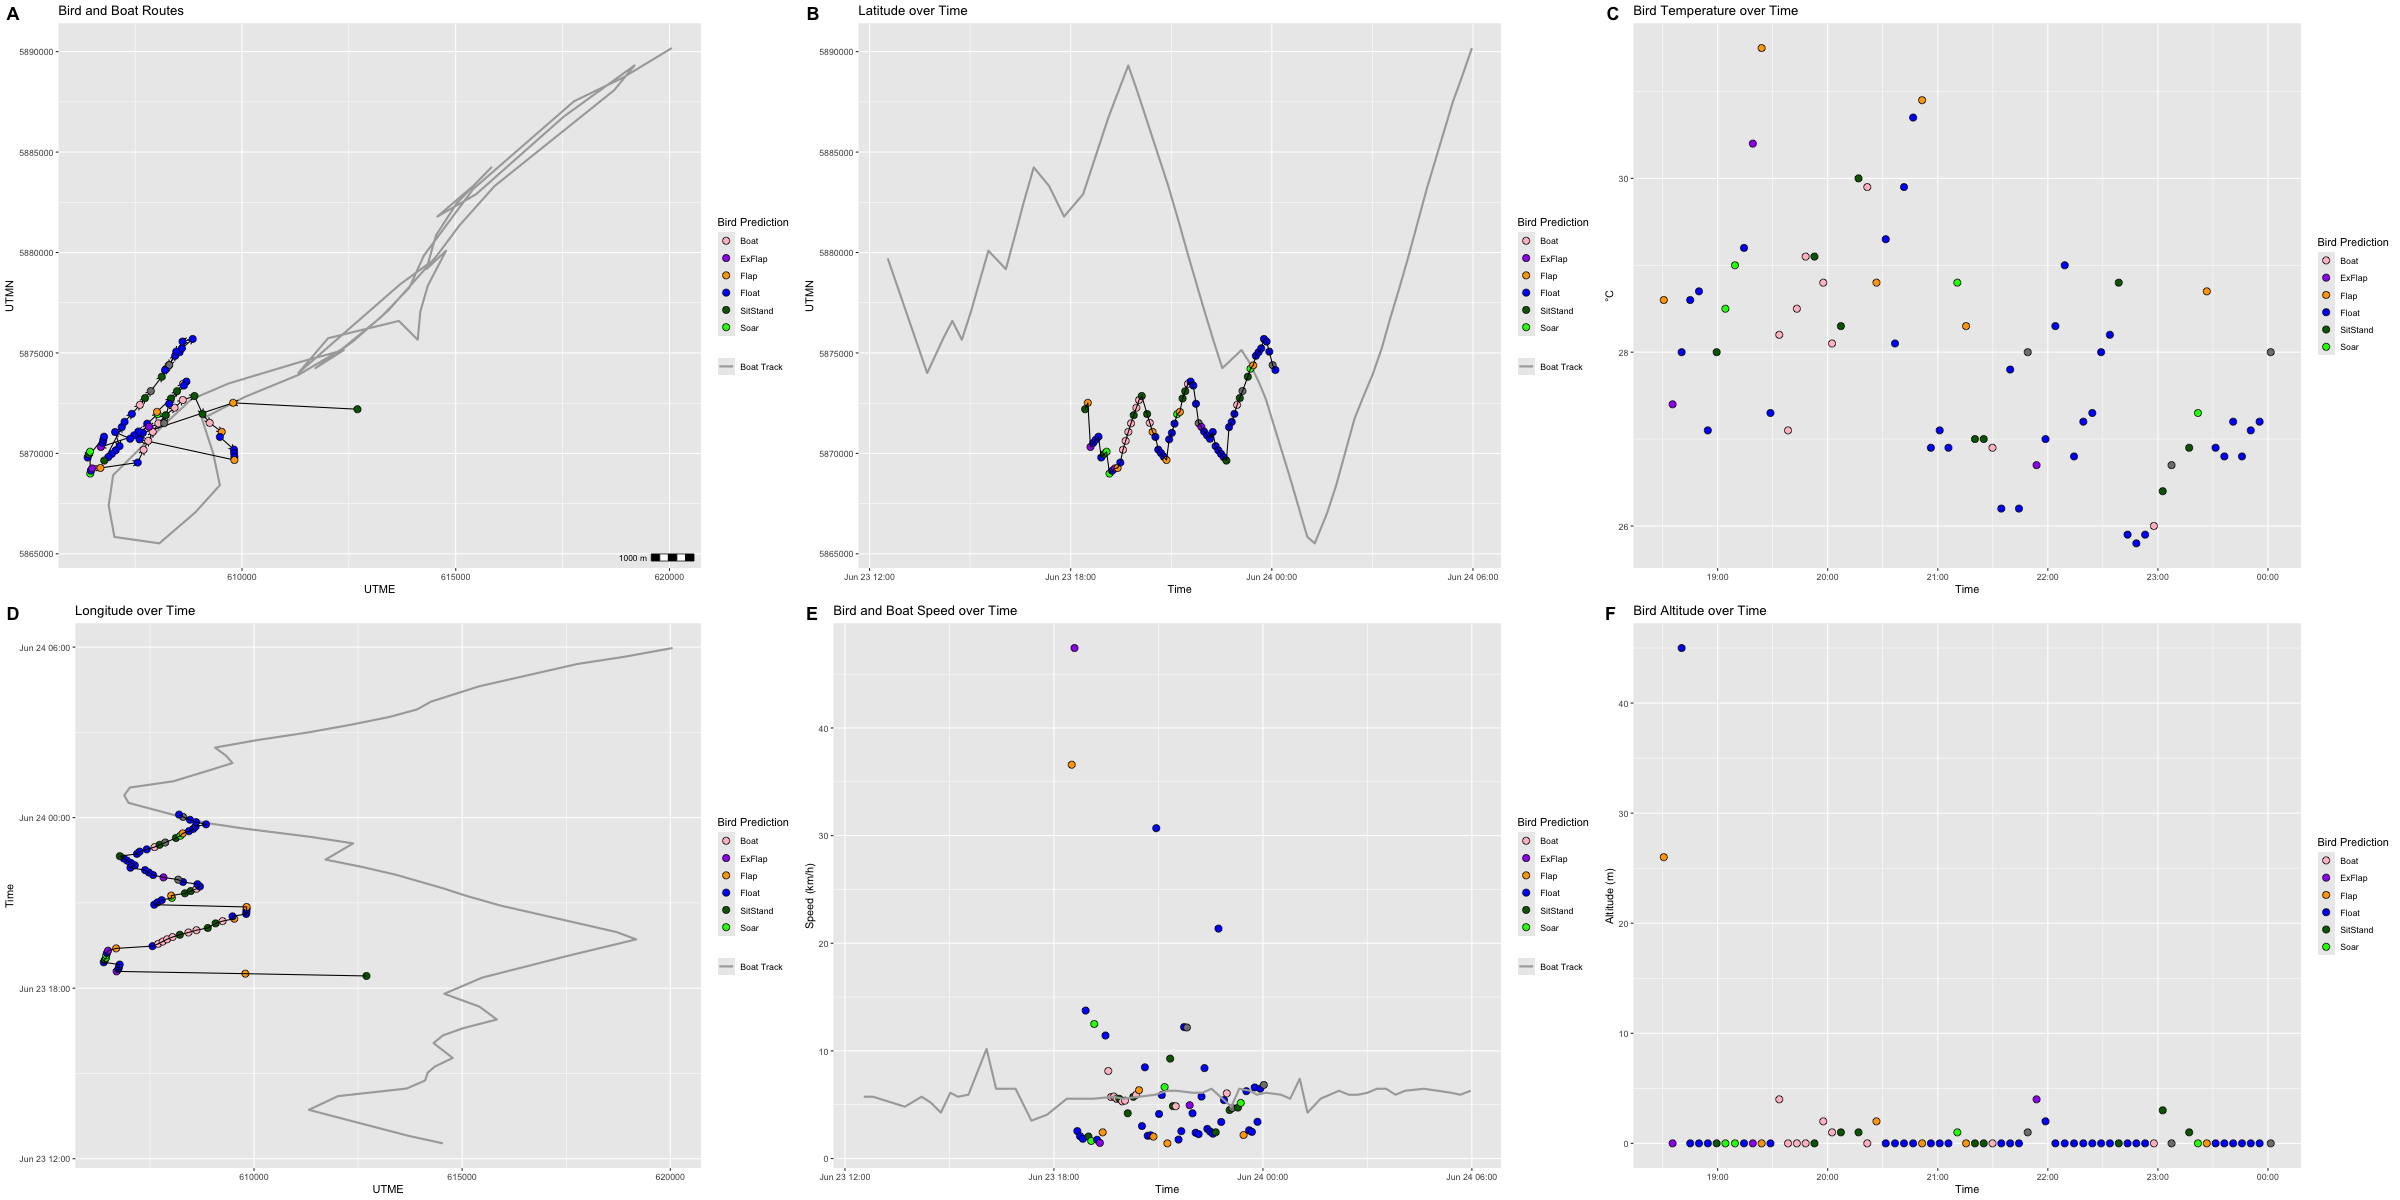 A Bird and Boat Routes
5890000
5885000
5880000
5875000
5870000
5865000
UTMN
610000 615000 620000
UTME
1000 m
Bird Prediction
Boat
ExFlap
Flap
Float
SitStand
Soar
Boat Track
B Latitude over Time
5890000
5885000
5880000
5875000
5870000
5865000
UTMN
Jun 23 12:00 Jun 23 18:00 Jun 24 00:00 Jun 24 06:00
Time
Bird Prediction
Boat
ExFlap
Flap
Float
SitStand
Soar
Boat Track
C Bird Temperature over Time
30
28
26
°C
19:00 20:00 21:00 22:00 23:00 00:00
Time
Bird Prediction
Boat
ExFlap
Flap
Float
SitStand
Soar
D Longitude over Time
Jun 24 06:00
Jun 24 00:00
Jun 23 18:00
Jun 23 12:00
Time
610000 615000 620000
UTME
Bird Prediction
Boat
ExFlap
Flap
Float
SitStand
Soar
Boat Track
E Bird and Boat Speed over Time
40
30
20
10
0
Speed (km/h)
Jun 23 12:00 Jun 23 18:00 Jun 24 00:00 Jun 24 06:00
Time
Bird Prediction
Boat
ExFlap
Flap
Float
SitStand
Soar
Boat Track
F Bird Altitude over Time
40
30
20
10
0
Altitude (m)
19:00 20:00 21:00 22:00 23:00 00:00
Time
Bird Prediction
Boat
ExFlap
Flap
Float
SitStand
Soar